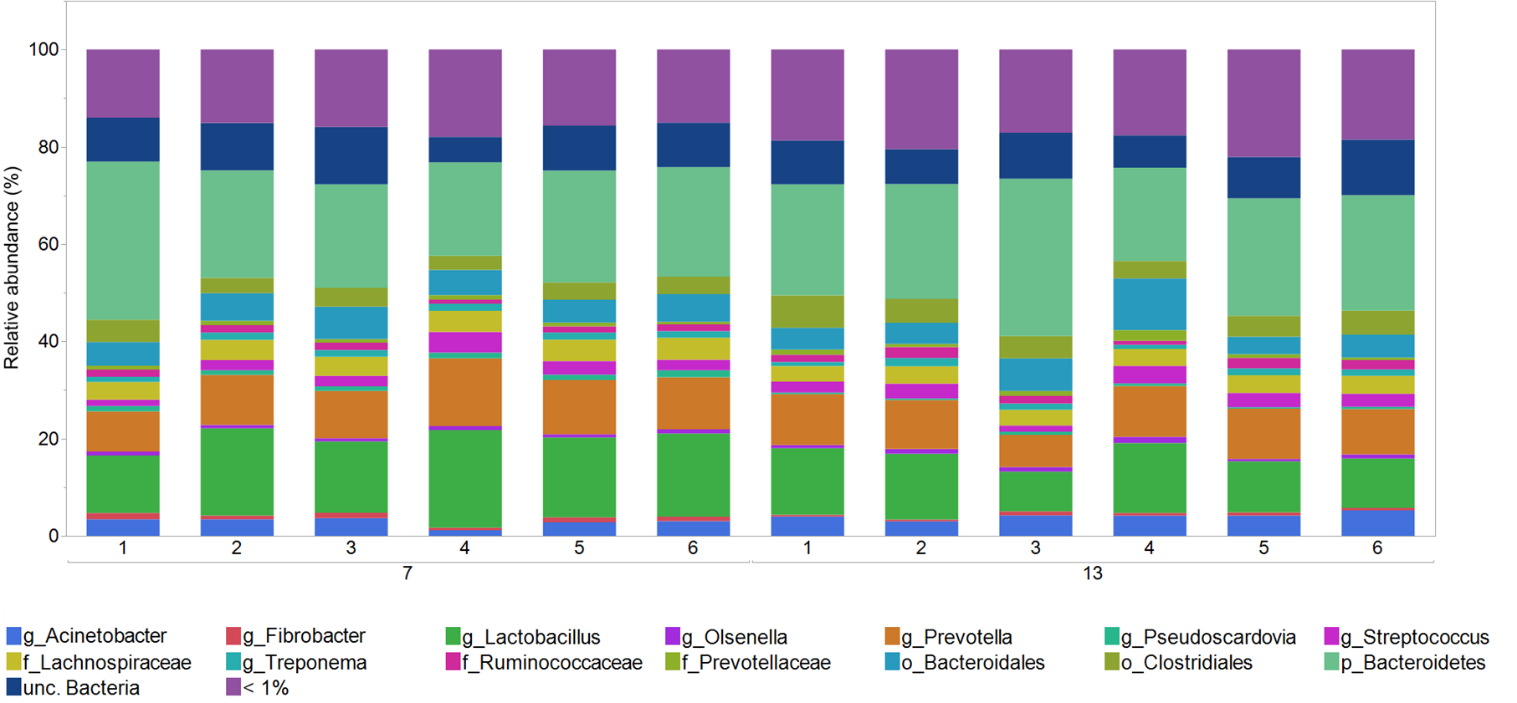 Relative abundance (%)
100
80
60
40
20
0
1 2 3 4 5 6 1 2 3 4 5 6
7 13
g_Acinetobacter g_Fibrobacter g_Lactobacillus g_Olsenella g_Prevotella g_Pseudoscardovia g_Streptococcus
f_Lachnospiraceae g_Treponema f_Ruminococcaceae f_Prevotellaceae o_Bacteroidales o_Clostridiales p_Bacteroidetes
unc. Bacteria < 1%